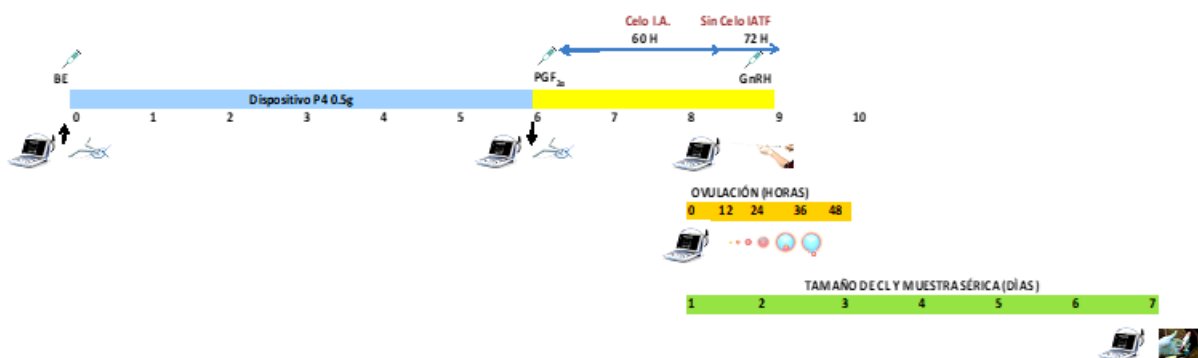 Celo I.A. Sin Celo IATF
60 H 72 H
BE PGF2α GnRH
Dispositivo P4 0.5g
0 1 2 3 4 5 6 7 8 9 10
OVULACIÓN (HORAS)
0 12 24 36 48
TAMAÑO DE CL Y MUESTRA SÉRICA (DÌAS)
1 2 3 4 5 6 7